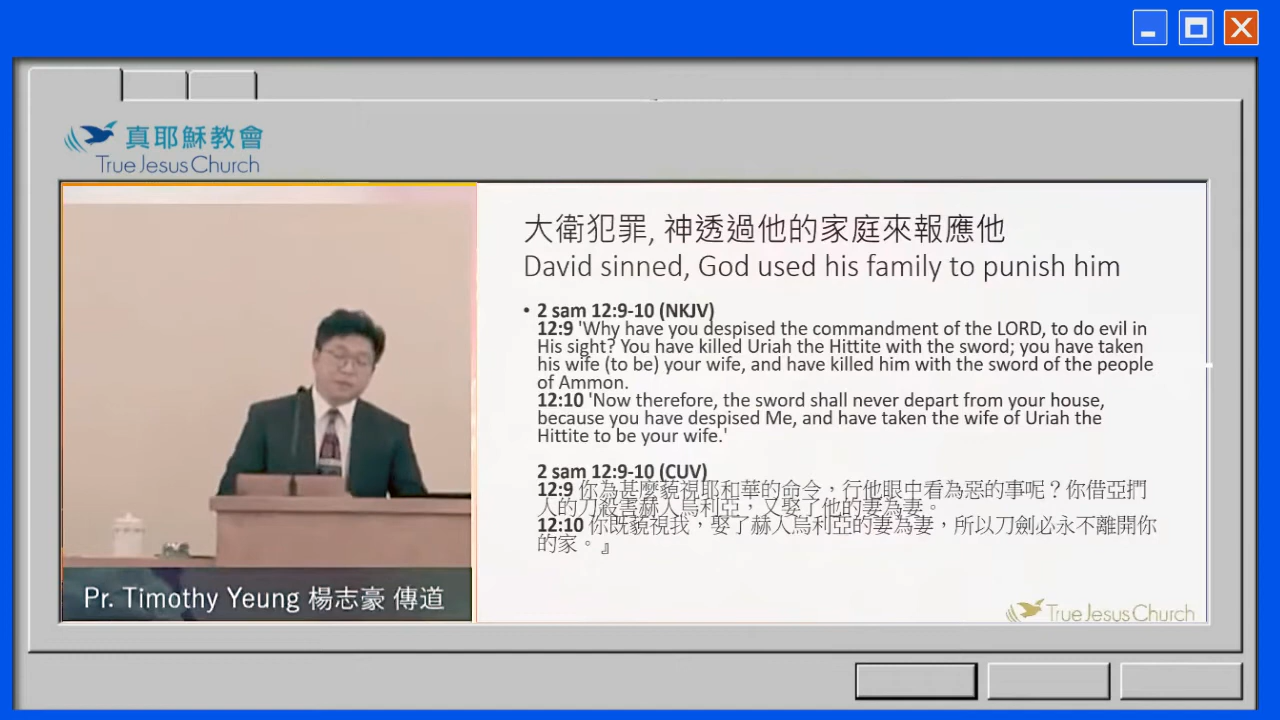 真耶穌教會
True Jesus Church
大衛犯罪, 神透過他的家庭來報應他
David sinned, God used his family to punish him
• 2 sam 12:9-10 (NKJV)
12:9 'Why have you despised the commandment of the LORD, to do evil in
His sight? You have killed Uriah the Hittite with the sword; you have taken
his wife (to be) your wife, and have killed him with the sword of the people
of Ammon.
12:10 'Now therefore, the sword shall never depart from your house,
because you have despised Me, and have taken the wife of Uriah the
Hittite to be your wife.'
2 sam 12:9-10 (CUV)
12:9 你為甚麼藐視耶和華的命令，行他眼中看為惡的事呢？你借亞捫
人的刀殺害赫人烏利亞，又娶了他的妻為妻。
12:10 你既藐視我，娶了赫人烏利亞的妻為妻，所以刀劍必永不離開你
的家。』
Pr. Timothy Yeung 楊志豪 傳道
True Jesus Church